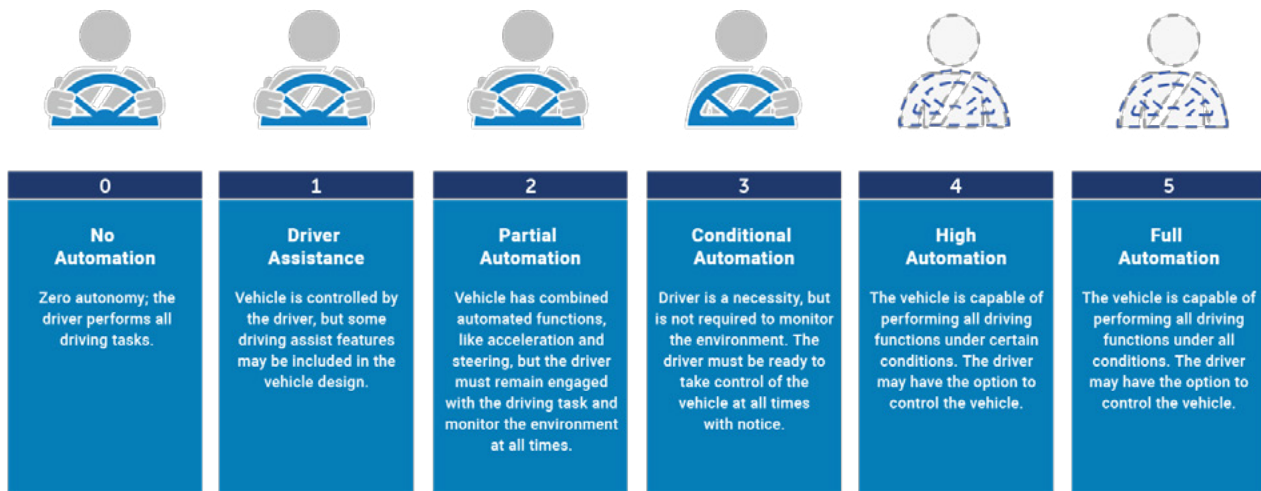 0
No
Automation
Zero autonomy; the
driver performs all
driving tasks.
1
Driver
Assistance
Vehicle is controlled by
the driver, but some
driving assist features
may be included in the
vehicle design.
2
Partial
Automation
Vehicle has combined
automated functions,
like acceleration and
steering, but the driver
must remain engaged
with the driving task and
monitor the environment
at all times.
3
Conditional
Automation
Driver is a necessity, but
is not required to monitor
the environment. The
driver must be ready to
take control of the
vehicle at all times
with notice.
4
High
Automation
The vehicle is capable of
performing all driving
functions under certain
conditions. The driver
may have the option to
control the vehicle.
5
Full
Automation
The vehicle is capable of
performing all driving
functions under all
conditions. The driver
may have the option to
control the vehicle.